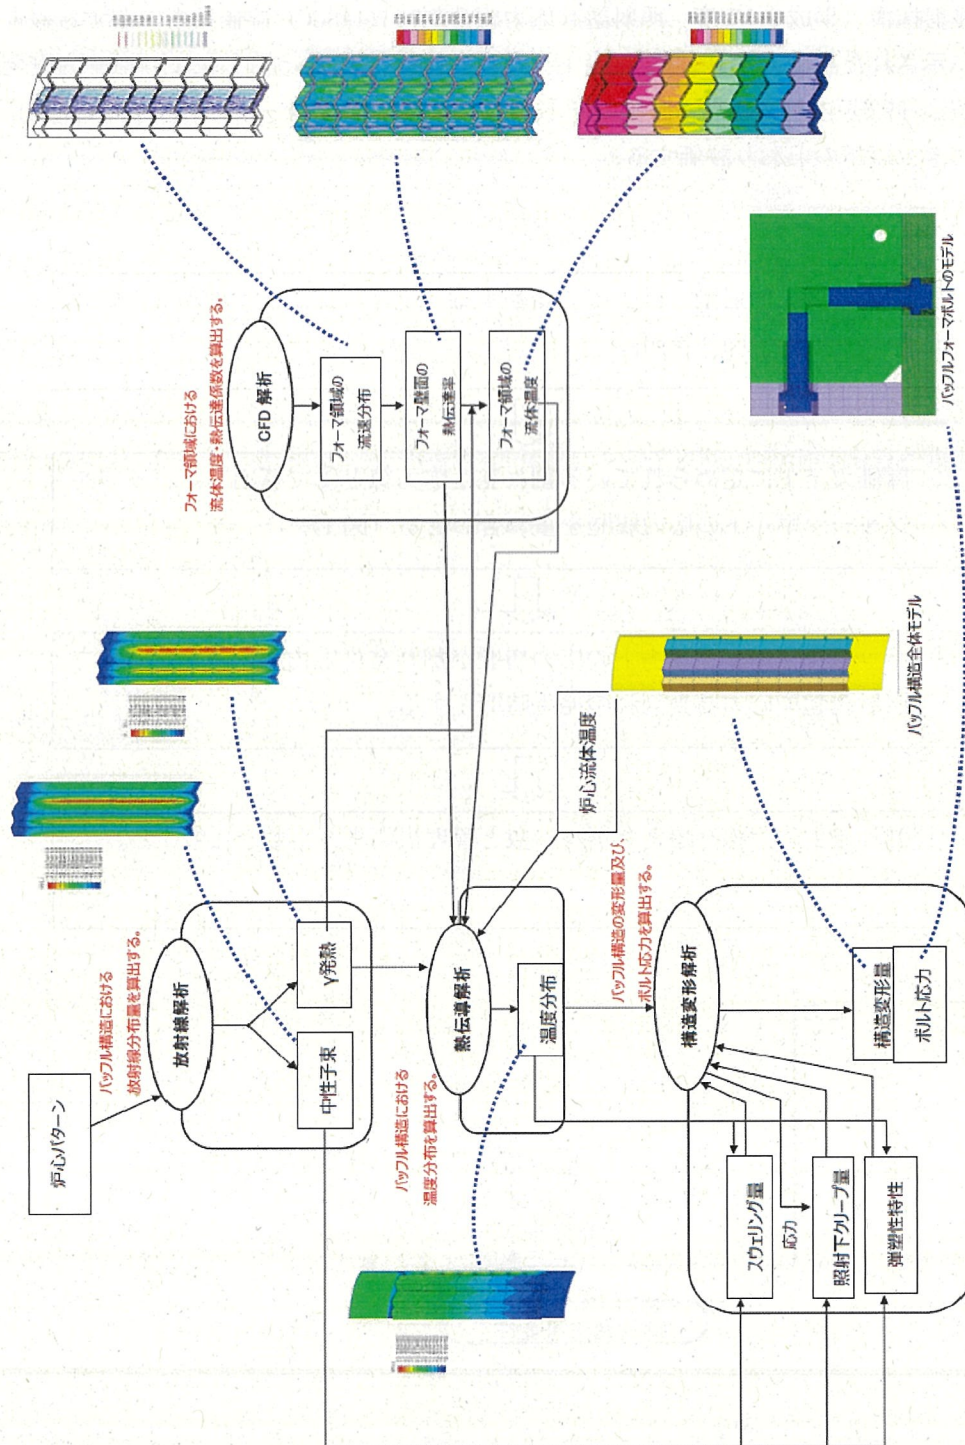 炉心パターン
バッフル構造における
放射線分布量を算出する。
放射線解析
中性子束
γ発熱
フォーマ領域における
流体温度・熱伝達係数を算出する。
CFD 解析
フォーマ領域の
流速分布
フォーマ壁面の
熱伝達率
フォーマ領域の
流体温度
バッフル構造における
温度分布を算出する。
熱伝導解析
温度分布
炉心流体温度
バッフル構造の変形量及び、
ボルト応力を算出する。
構造変形解析
スウェリング量
応力
照射下クリープ量
弾塑性特性
構造変形量
ボルト応力
バッフル構造全体モデル
バッフルフォーマボルトのモデル